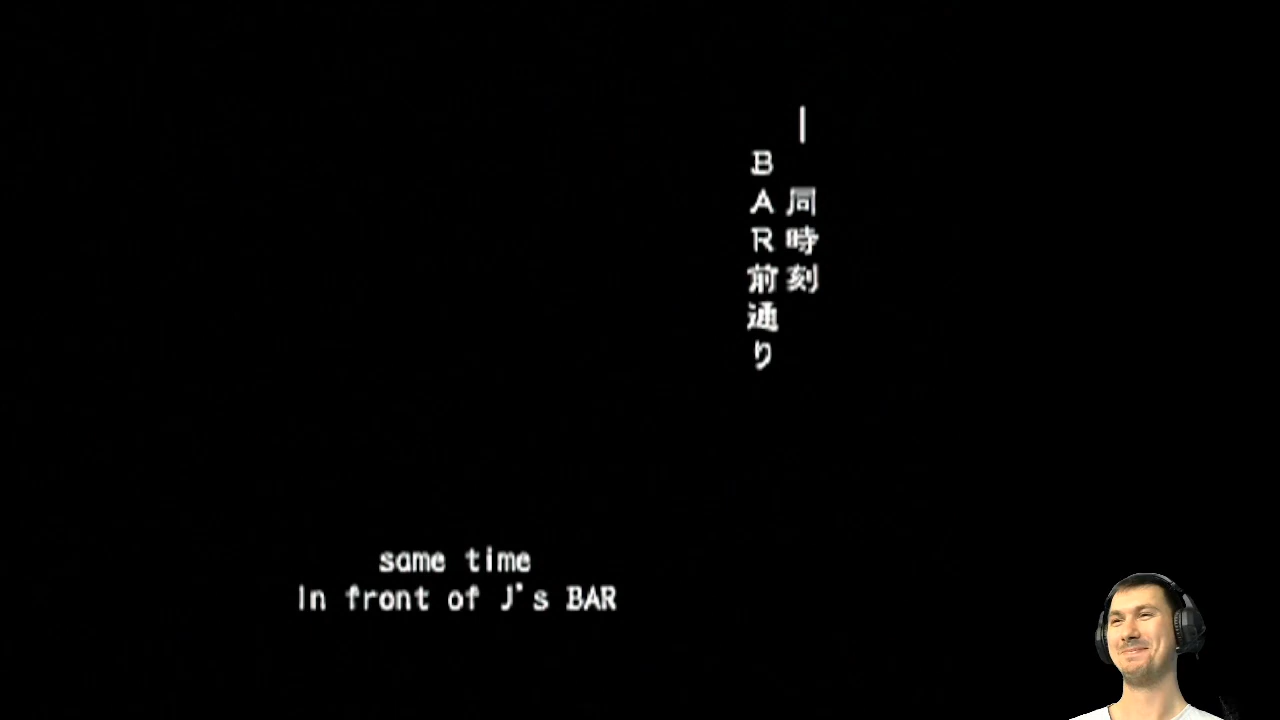 ― 同時刻
BAR前通り
same time
In front of J's BAR